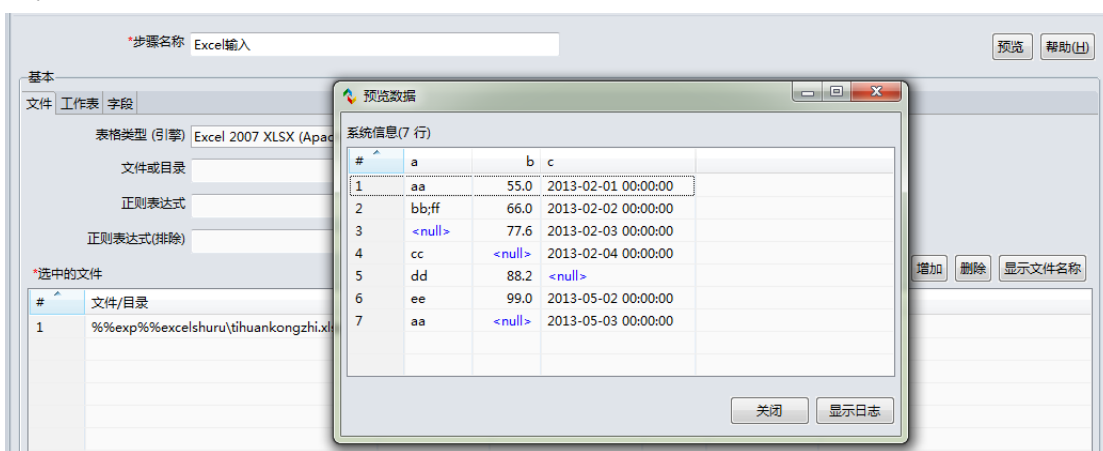 *步骤名称 Excel输入 预览 帮助(H)
基本
文件 工作表 字段
表格类型 (引擎) Excel 2007 XLSX (Apac
文件或目录
正则表达式
正则表达式(排除)
*选中的文件 增加 删除 显示文件名称
# 文件/目录
1 %%exp%%excelshuru\tihuankongzhi.xls
预览数据
系统信息(7 行)
# a b c
1 aa 55.0 2013-02-01 00:00:00
2 bb;ff 66.0 2013-02-02 00:00:00
3 <null> 77.6 2013-02-03 00:00:00
4 cc <null> 2013-02-04 00:00:00
5 dd 88.2 <null>
6 ee 99.0 2013-05-02 00:00:00
7 aa <null> 2013-05-03 00:00:00
关闭 显示日志